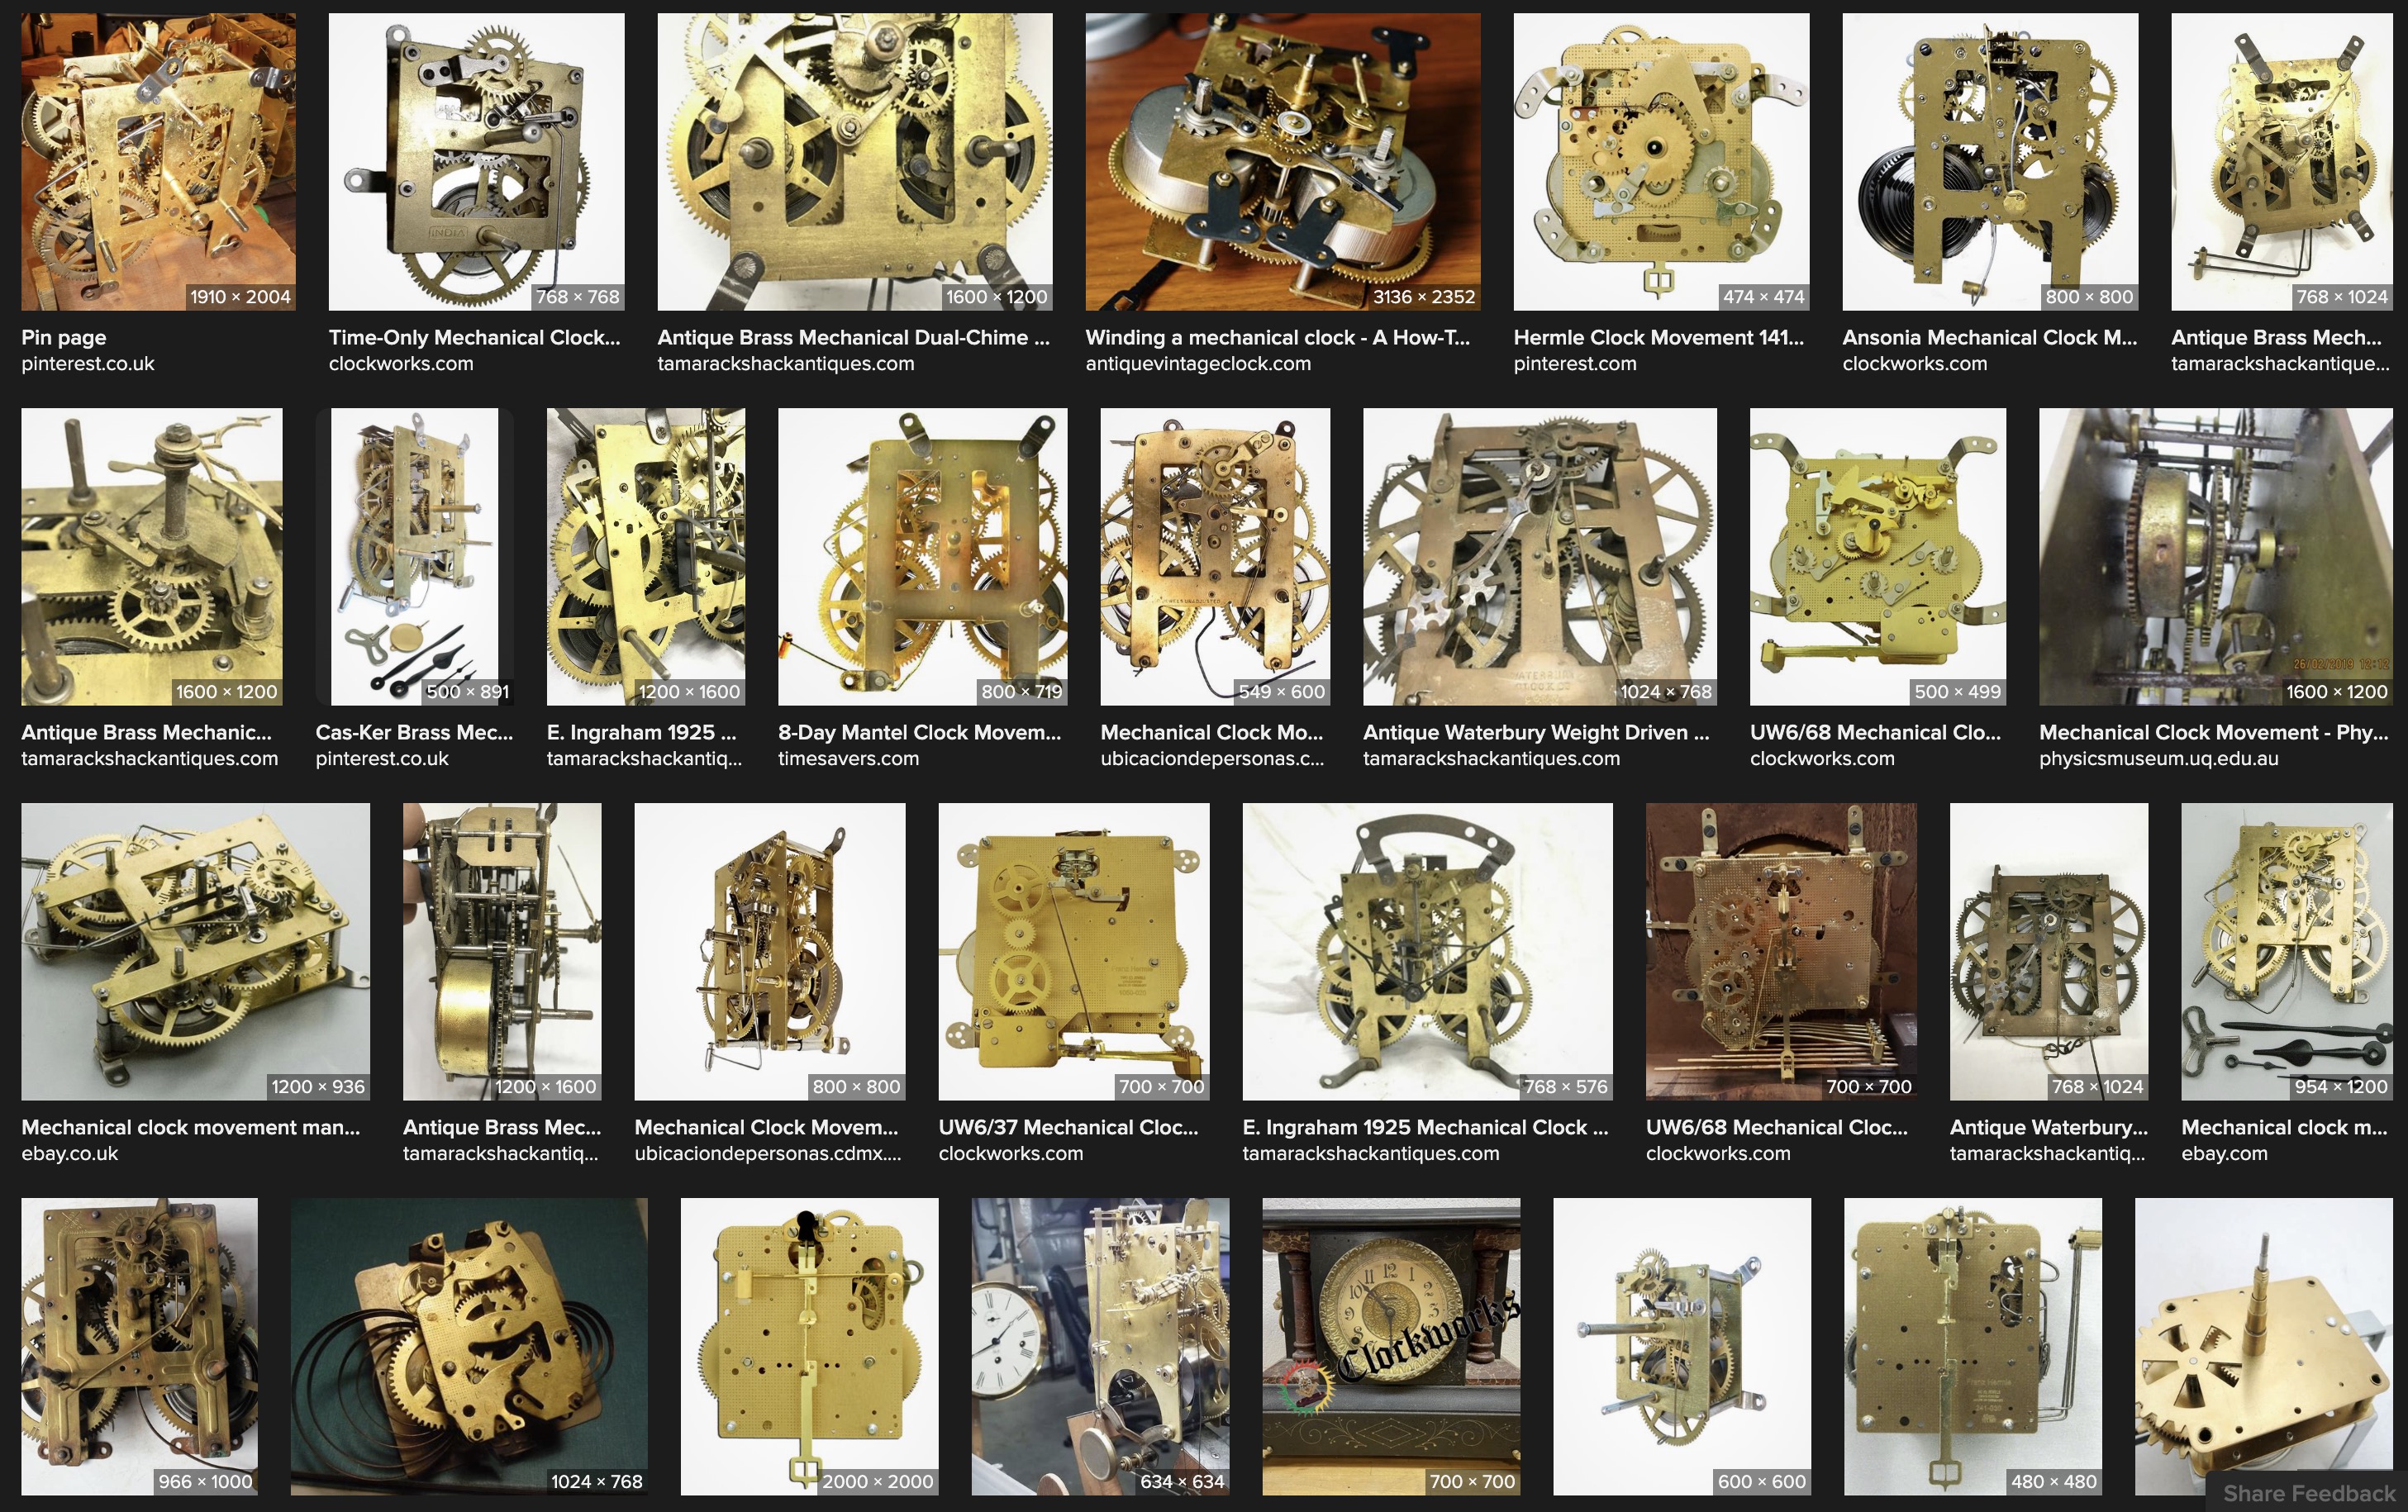 INDIA
1910 × 2004
768 × 768
1600 × 1200
3136 × 2352
474 × 474
800 × 800
768 × 1024
Pin page
Time-Only Mechanical Clock...
Antique Brass Mechanical Dual-Chime ...
Winding a mechanical clock - A How-T...
Hermle Clock Movement 141...
Ansonia Mechanical Clock M...
Antique Brass Mech...
pinterest.co.uk
clockworks.com
tamarackshackantiques.com
antiquevintageclock.com
pinterest.com
clockworks.com
tamarackshackantique...
WATERBURY
26/02/2019 12:12
1600 × 1200
500 × 891
1200 × 1600
800 × 719
549 × 600
1024 × 768
500 × 499
1600 × 1200
Antique Brass Mechanic...
Cas-Ker Brass Mec...
E. Ingraham 1925 ...
8-Day Mantel Clock Movem...
Mechanical Clock Mo...
Antique Waterbury Weight Driven ...
UW6/68 Mechanical Clo...
Mechanical Clock Movement - Phy...
tamarackshackantiques.com
pinterest.co.uk
tamarackshackantiq...
timesavers.com
ubicaciondepersonas.c...
tamarackshackantiques.com
clockworks.com
physicsmuseum.uq.edu.au
1200 × 936
1200 × 1600
800 × 800
700 × 700
768 × 576
700 × 700
768 × 1024
954 × 1200
Mechanical clock movement man...
Antique Brass Mec...
Mechanical Clock Movem...
UW6/37 Mechanical Cloc...
E. Ingraham 1925 Mechanical Clock ...
UW6/68 Mechanical Cloc...
Antique Waterbury...
Mechanical clock m...
ebay.co.uk
tamarackshackantiq...
ubicaciondepersonas.cdmx....
clockworks.com
tamarackshackantiques.com
clockworks.com
tamarackshackantiq...
ebay.com
11 12 1
10
9 3
Clockworks
Franz Hermle
966 × 1000
1024 × 768
2000 × 2000
634 × 634
700 × 700
600 × 600
480 × 480
Share Feedback